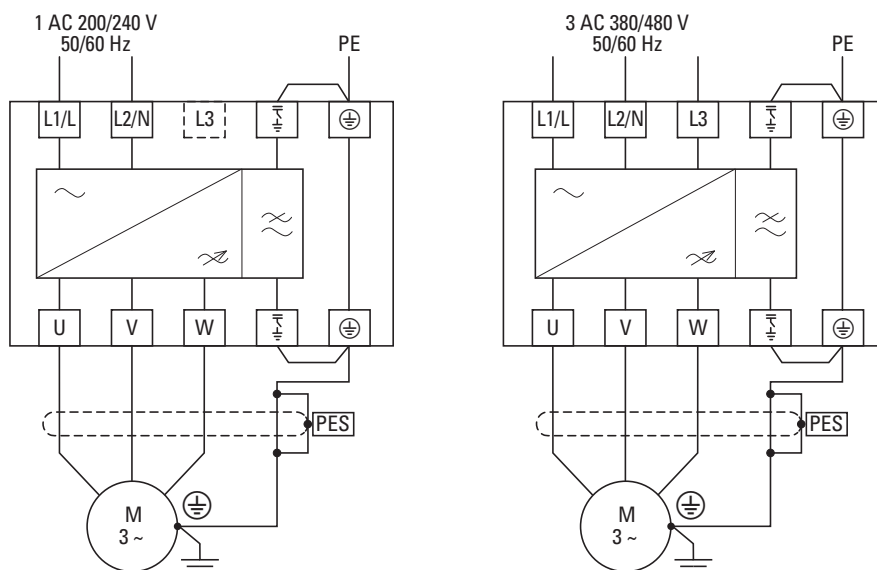 1 AC 200/240 V
50/60 Hz
PE
L1/L
L2/N
L3
U
V
W
PES
M
3 ~
3 AC 380/480 V
50/60 Hz
PE
L1/L
L2/N
L3
U
V
W
PES
M
3 ~